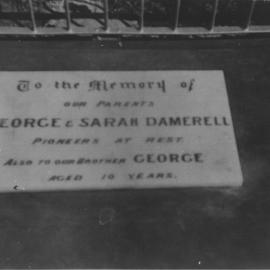 To the Memory of
OUR PARENTS
GEORGE & SARAH DAMERELL
PIONEERS AT REST.
ALSO TO OUR BROTHER GEORGE
AGED 10 YEARS.